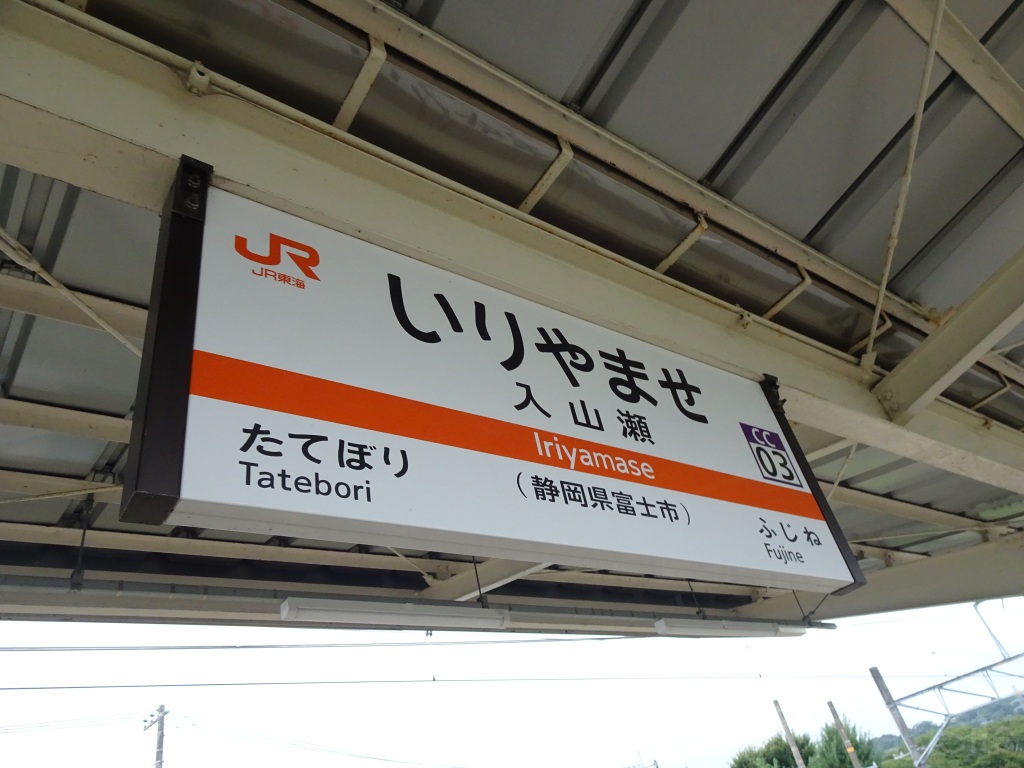 JR
JR東海
いりやませ
入山瀬
Iriyamase
CC
03
たてぼり
Tatebori
(静岡県富士市)
ふじね
Fujine